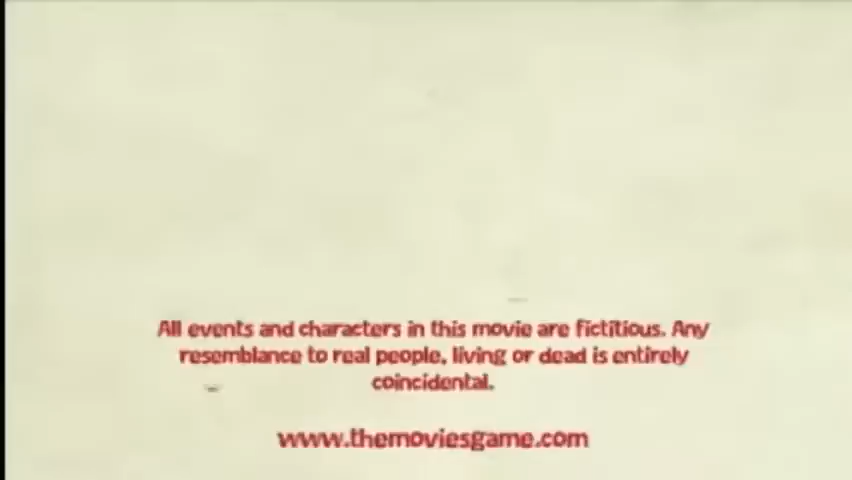 All events and characters in this movie are fictitious. Any
resemblance to real people, living or dead is entirely
coincidental.
www.themoviesgame.com